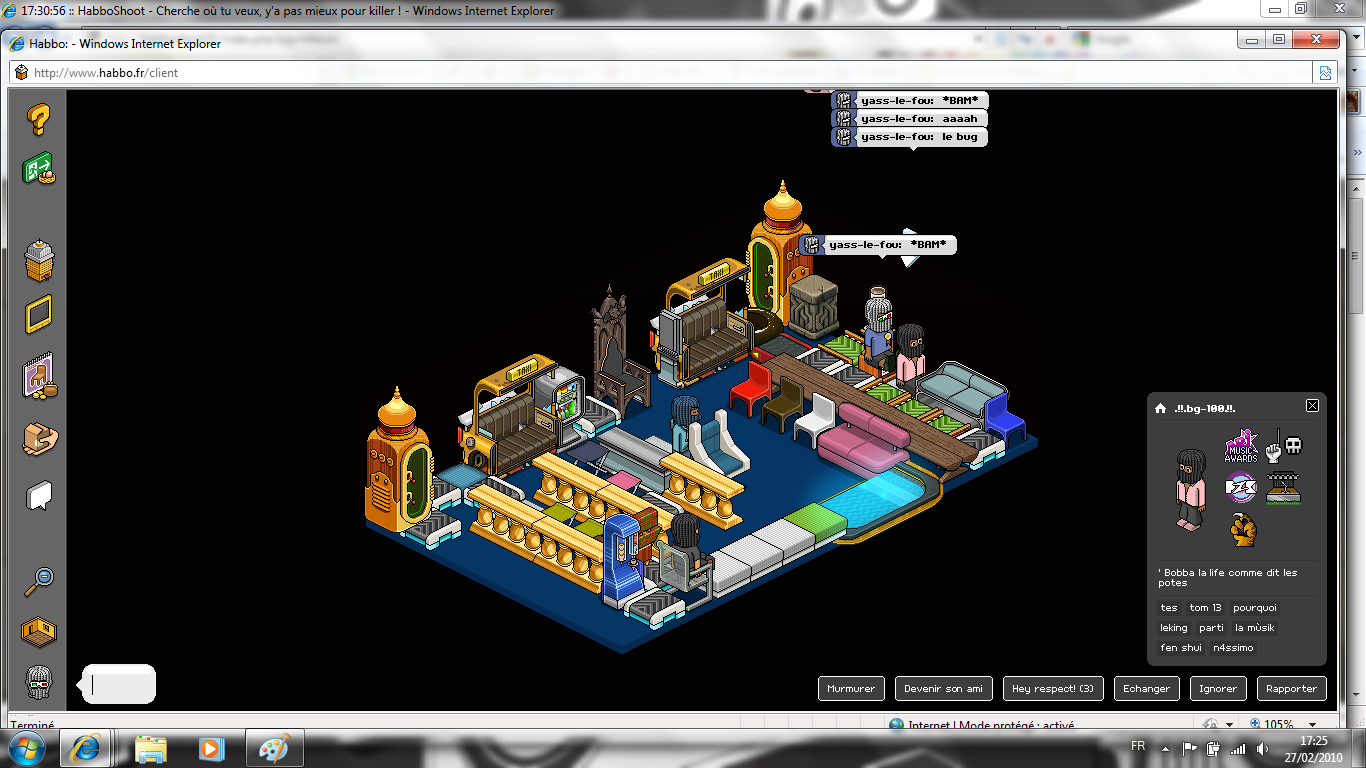 17:30:56 :: HabboShoot - Cherche où tu veux, y'a pas mieux pour killer ! - Windows Internet Explorer
Habbo: - Windows Internet Explorer
http://www.habbo.fr/client
yass-le-fou: *BAM*
yass-le-fou: aaaah
yass-le-fou: le bug
yass-le-fou: *BAM*
TAXI
TAXI
.!!.bg-100.!!.
MUSIC
AWARDS
' Bobba la life comme dit les
potes
tes tom 13 pourquoi
leking parti la mùsik
fen shui n4ssimo
Murmurer Devenir son ami Hey respect! (3) Echanger Ignorer Rapporter
Terminé Internet | Mode protégé : activé 105%
FR 17:25
27/02/2010